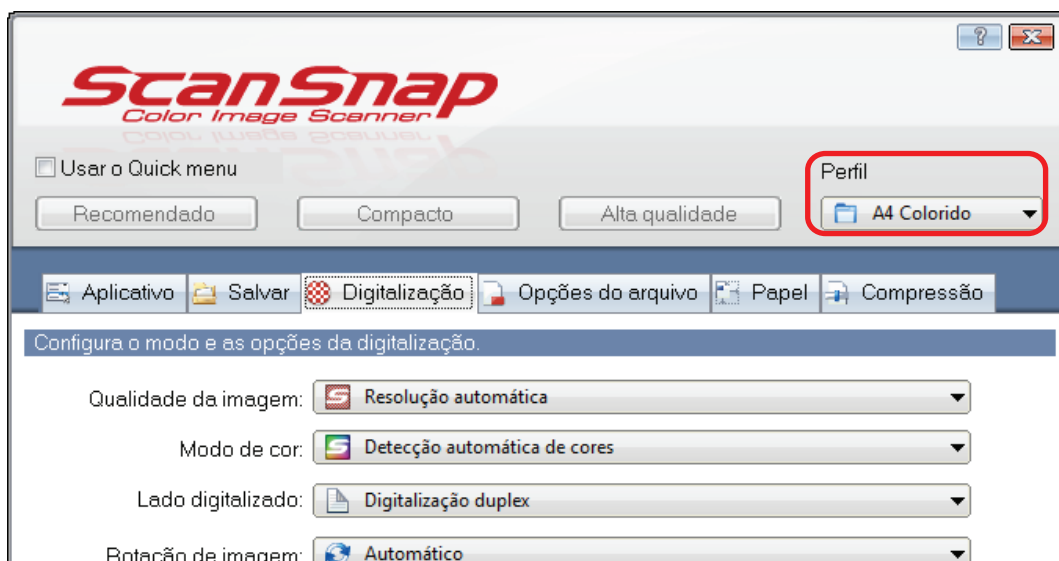 ScanSnap
Color Image Scanner
Usar o Quick menu
Perfil
Recomendado
Compacto
Alta qualidade
A4 Colorido
Aplicativo
Salvar
Digitalização
Opções do arquivo
Papel
Compressão
Configura o modo e as opções da digitalização.
Qualidade da imagem: Resolução automática
Modo de cor: Detecção automática de cores
Lado digitalizado: Digitalização duplex
Rotação de imagem: Automático